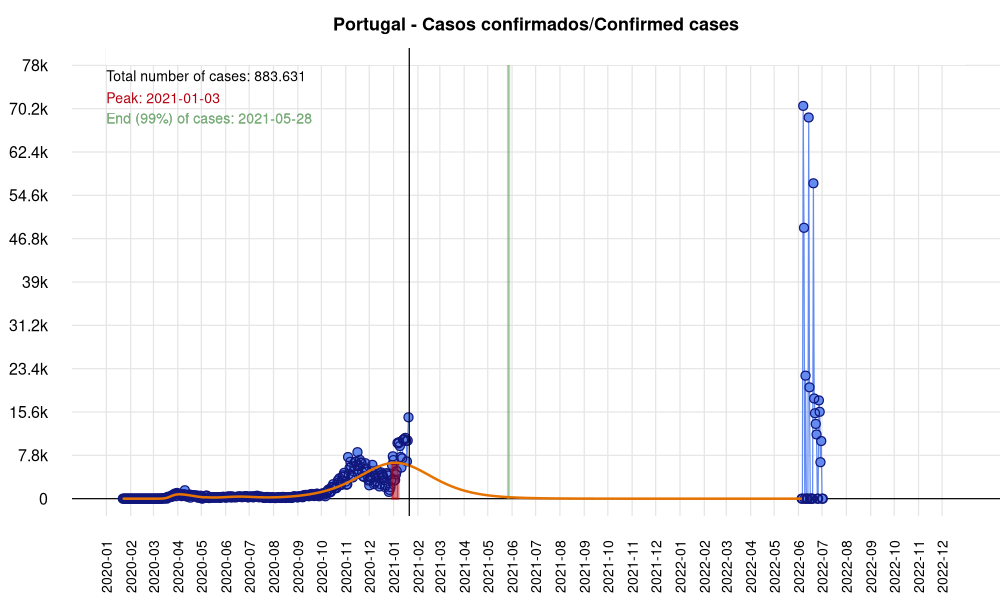 Portugal - Casos confirmados/Confirmed cases
78k
Total number of cases: 883.631
Peak: 2021-01-03
70.2k
End (99%) of cases: 2021-05-28
62.4k
54.6k
46.8k
39k
31.2k
23.4k
15.6k
7.8k
0
2020-01
2020-02
2020-03
2020-04
2020-05
2020-06
2020-07
2020-08
2020-09
2020-10
2020-11
2020-12
2021-01
2021-02
2021-03
2021-04
2021-05
2021-06
2021-07
2021-08
2021-09
2021-10
2021-11
2021-12
2022-01
2022-02
2022-03
2022-04
2022-05
2022-06
2022-07
2022-08
2022-09
2022-10
2022-11
2022-12